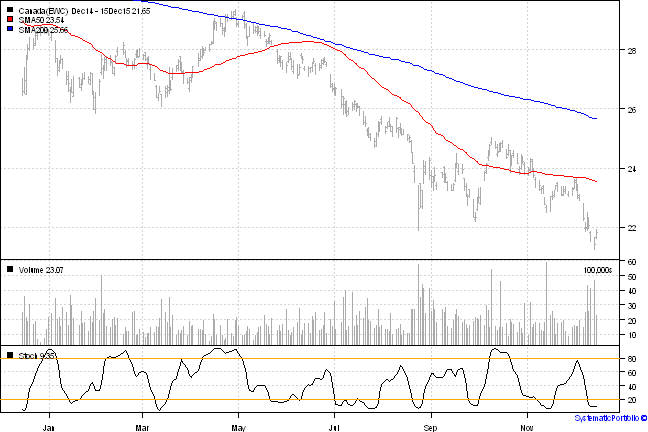 Canada(EWC) Dec14 - 15Dec15 21.65
SMA50 23.54
SMA200 25.66
28
26
24
22
Volume 23.07
100,000s
60
50
40
30
20
10
Stoch 9.35
80
60
40
20
Jan Mar May Jul Sep Nov
SystematicPortfolio ©